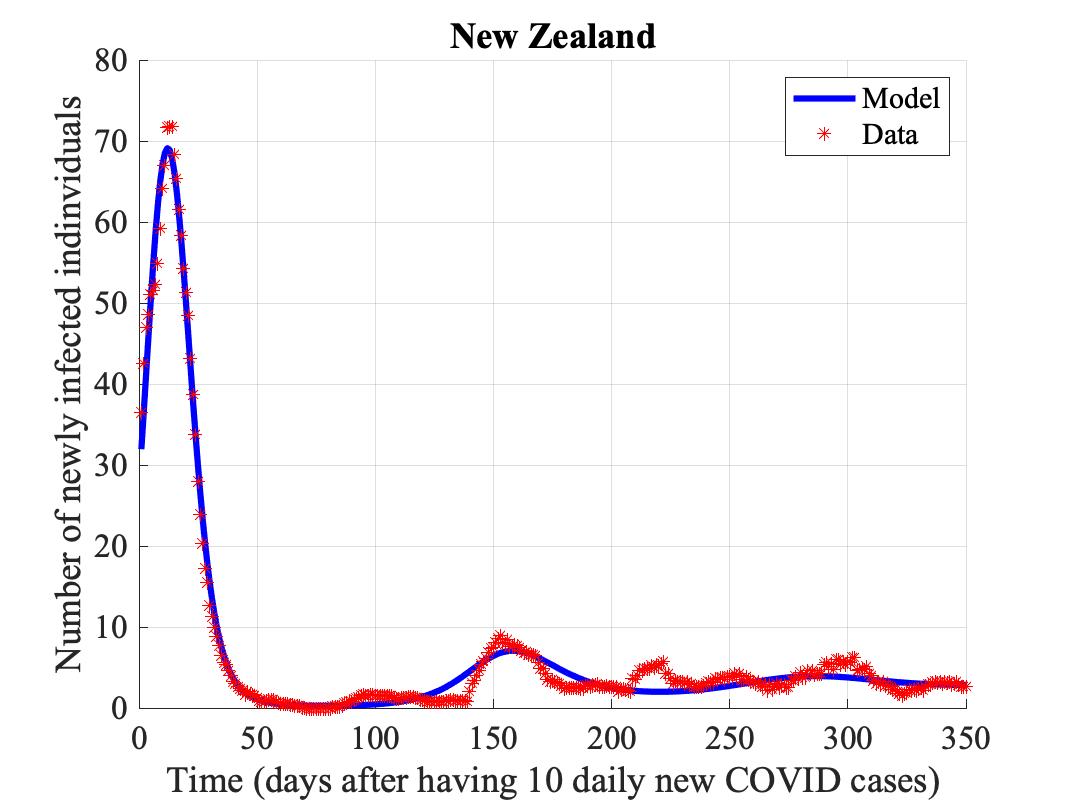 New Zealand
80
70
60
50
40
30
20
10
0
Number of newly infected indinviduals
Model
Data
0 50 100 150 200 250 300 350
Time (days after having 10 daily new COVID cases)